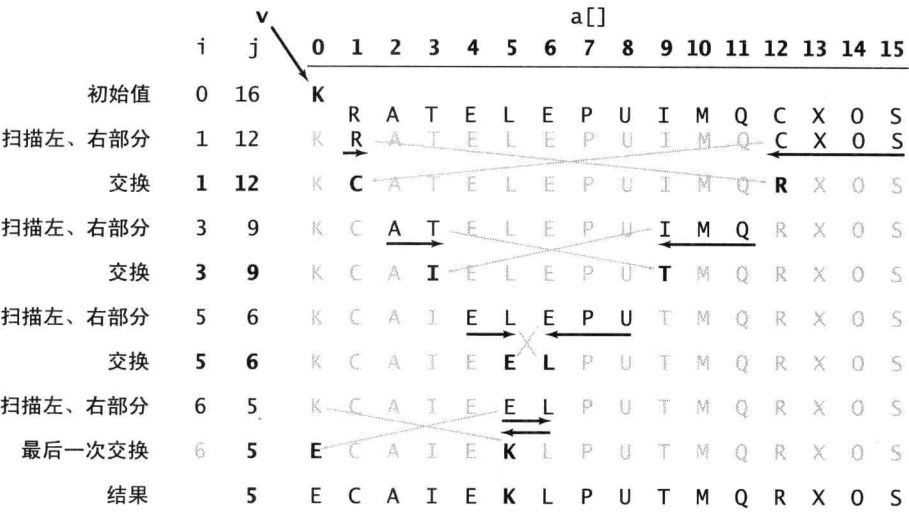 v a[]
i j 0 1 2 3 4 5 6 7 8 9 10 11 12 13 14 15
初始值 0 16 K R A T E L E P U I M Q C X O S
扫描左、右部分 1 12 K R A T E L E P U I M Q C X O S
交换 1 12 K C A T E L E P U I M Q R X O S
扫描左、右部分 3 9 K C A T E L E P U I M Q R X O S
交换 3 9 K C A I E L E P U T M Q R X O S
扫描左、右部分 5 6 K C A I E L E P U T M Q R X O S
交换 5 6 K C A I E E L P U T M Q R X O S
扫描左、右部分 6 5 K C A I E E L P U T M Q R X O S
最后一次交换 6 5 E C A I E K L P U T M Q R X O S
结果 5 E C A I E K L P U T M Q R X O S